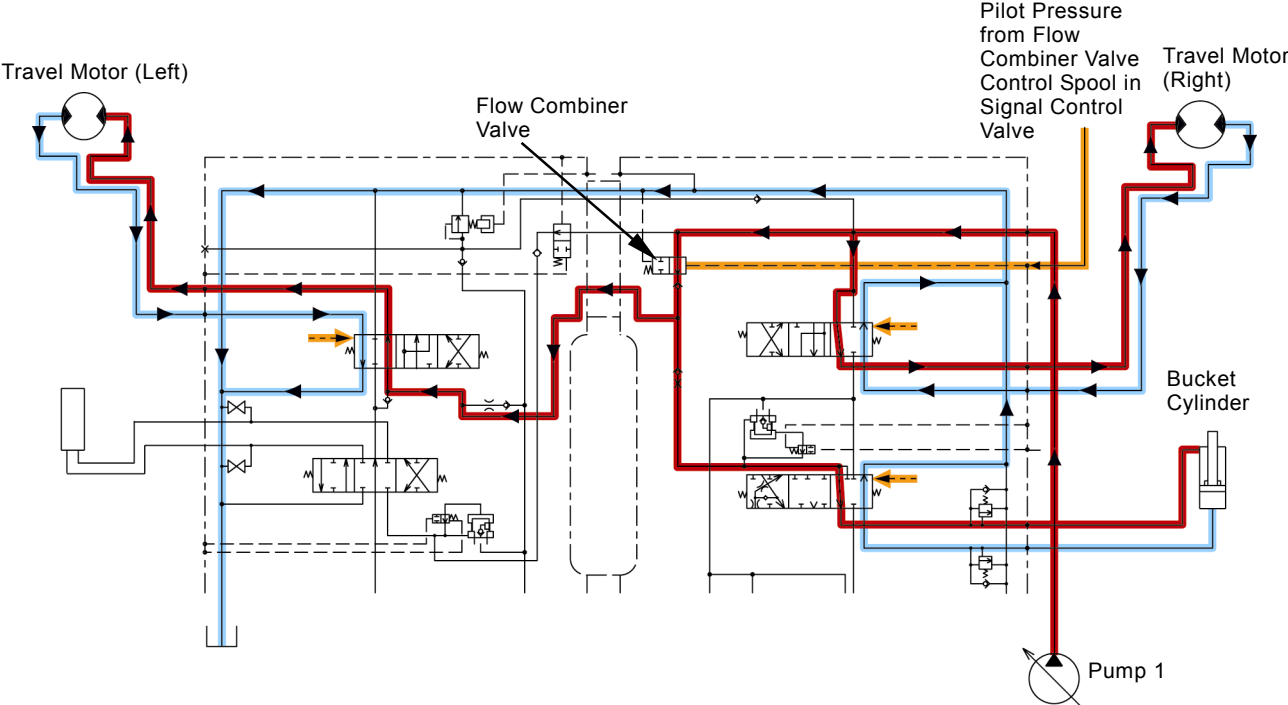 Pilot Pressure
from Flow
Combiner Valve
Control Spool in
Signal Control
Valve
Travel Motor (Left)
Travel Motor
(Right)
Flow Combiner
Valve
Bucket
Cylinder
Pump 1